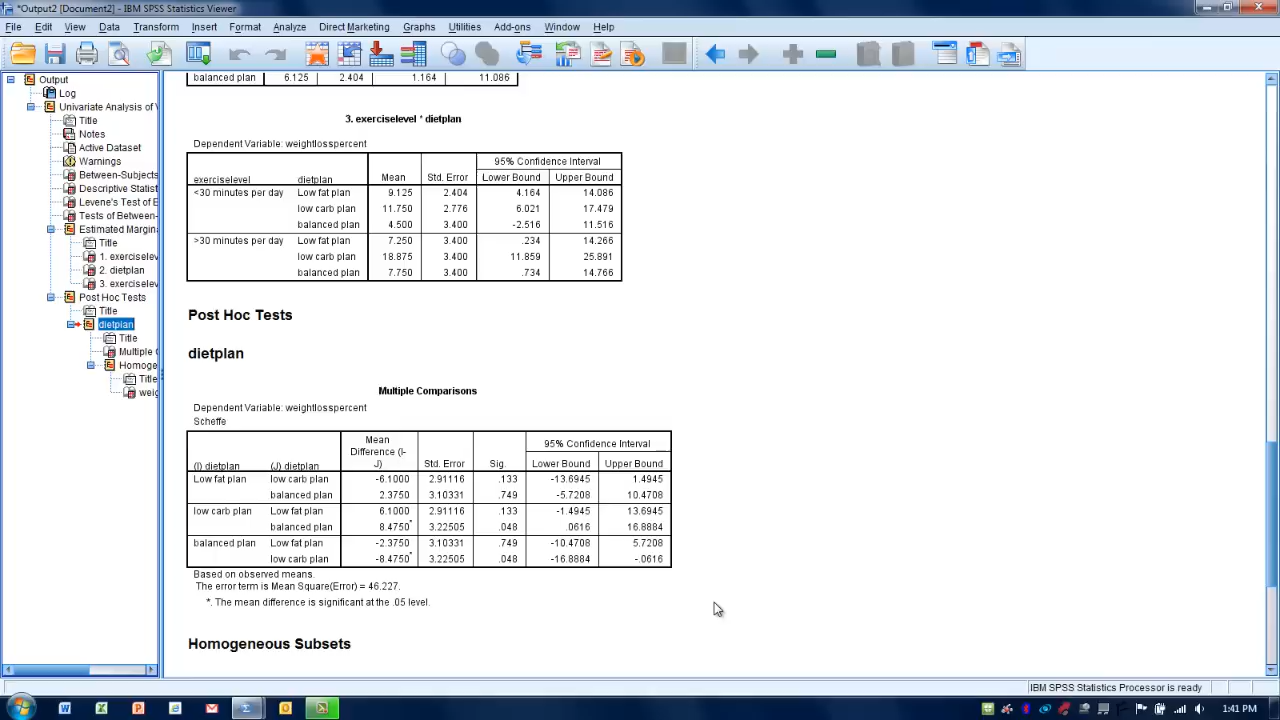 *Output2 [Document2] - IBM SPSS Statistics Viewer
File Edit View Data Transform Insert Format Analyze Direct Marketing Graphs Utilities Add-ons Window Help
Output
Log
Univariate Analysis of V
Title
Notes
Active Dataset
Warnings
Between-Subjects
Descriptive Statist
Levene's Test of E
Tests of Between-
Estimated Margina
Title
1. exerciselev
2. dietplan
3. exerciselev
Post Hoc Tests
Title
dietplan
Title
Multiple C
Homoge
Title
weig
balanced plan 6.125 2.404 1.164 11.086
3. exerciselevel * dietplan
Dependent Variable: weightlosspercent
95% Confidence Interval
exerciselevel dietplan Mean Std. Error Lower Bound Upper Bound
<30 minutes per day Low fat plan 9.125 2.404 4.164 14.086
low carb plan 11.750 2.776 6.021 17.479
balanced plan 4.500 3.400 -2.516 11.516
>30 minutes per day Low fat plan 7.250 3.400 .234 14.266
low carb plan 18.875 3.400 11.859 25.891
balanced plan 7.750 3.400 .734 14.766
Post Hoc Tests
dietplan
Multiple Comparisons
Dependent Variable: weightlosspercent
Scheffe
Mean
Difference (I-
J)
95% Confidence Interval
(I) dietplan (J) dietplan Std. Error Sig. Lower Bound Upper Bound
Low fat plan low carb plan -6.1000 2.91116 .133 -13.6945 1.4945
balanced plan 2.3750 3.10331 .749 -5.7208 10.4708
low carb plan Low fat plan 6.1000 2.91116 .133 -1.4945 13.6945
balanced plan 8.4750* 3.22505 .048 .0616 16.8884
balanced plan Low fat plan -2.3750 3.10331 .749 -10.4708 5.7208
low carb plan -8.4750* 3.22505 .048 -16.8884 -.0616
Based on observed means.
The error term is Mean Square(Error) = 46.227.
*. The mean difference is significant at the .05 level.
Homogeneous Subsets
IBM SPSS Statistics Processor is ready
1:41 PM